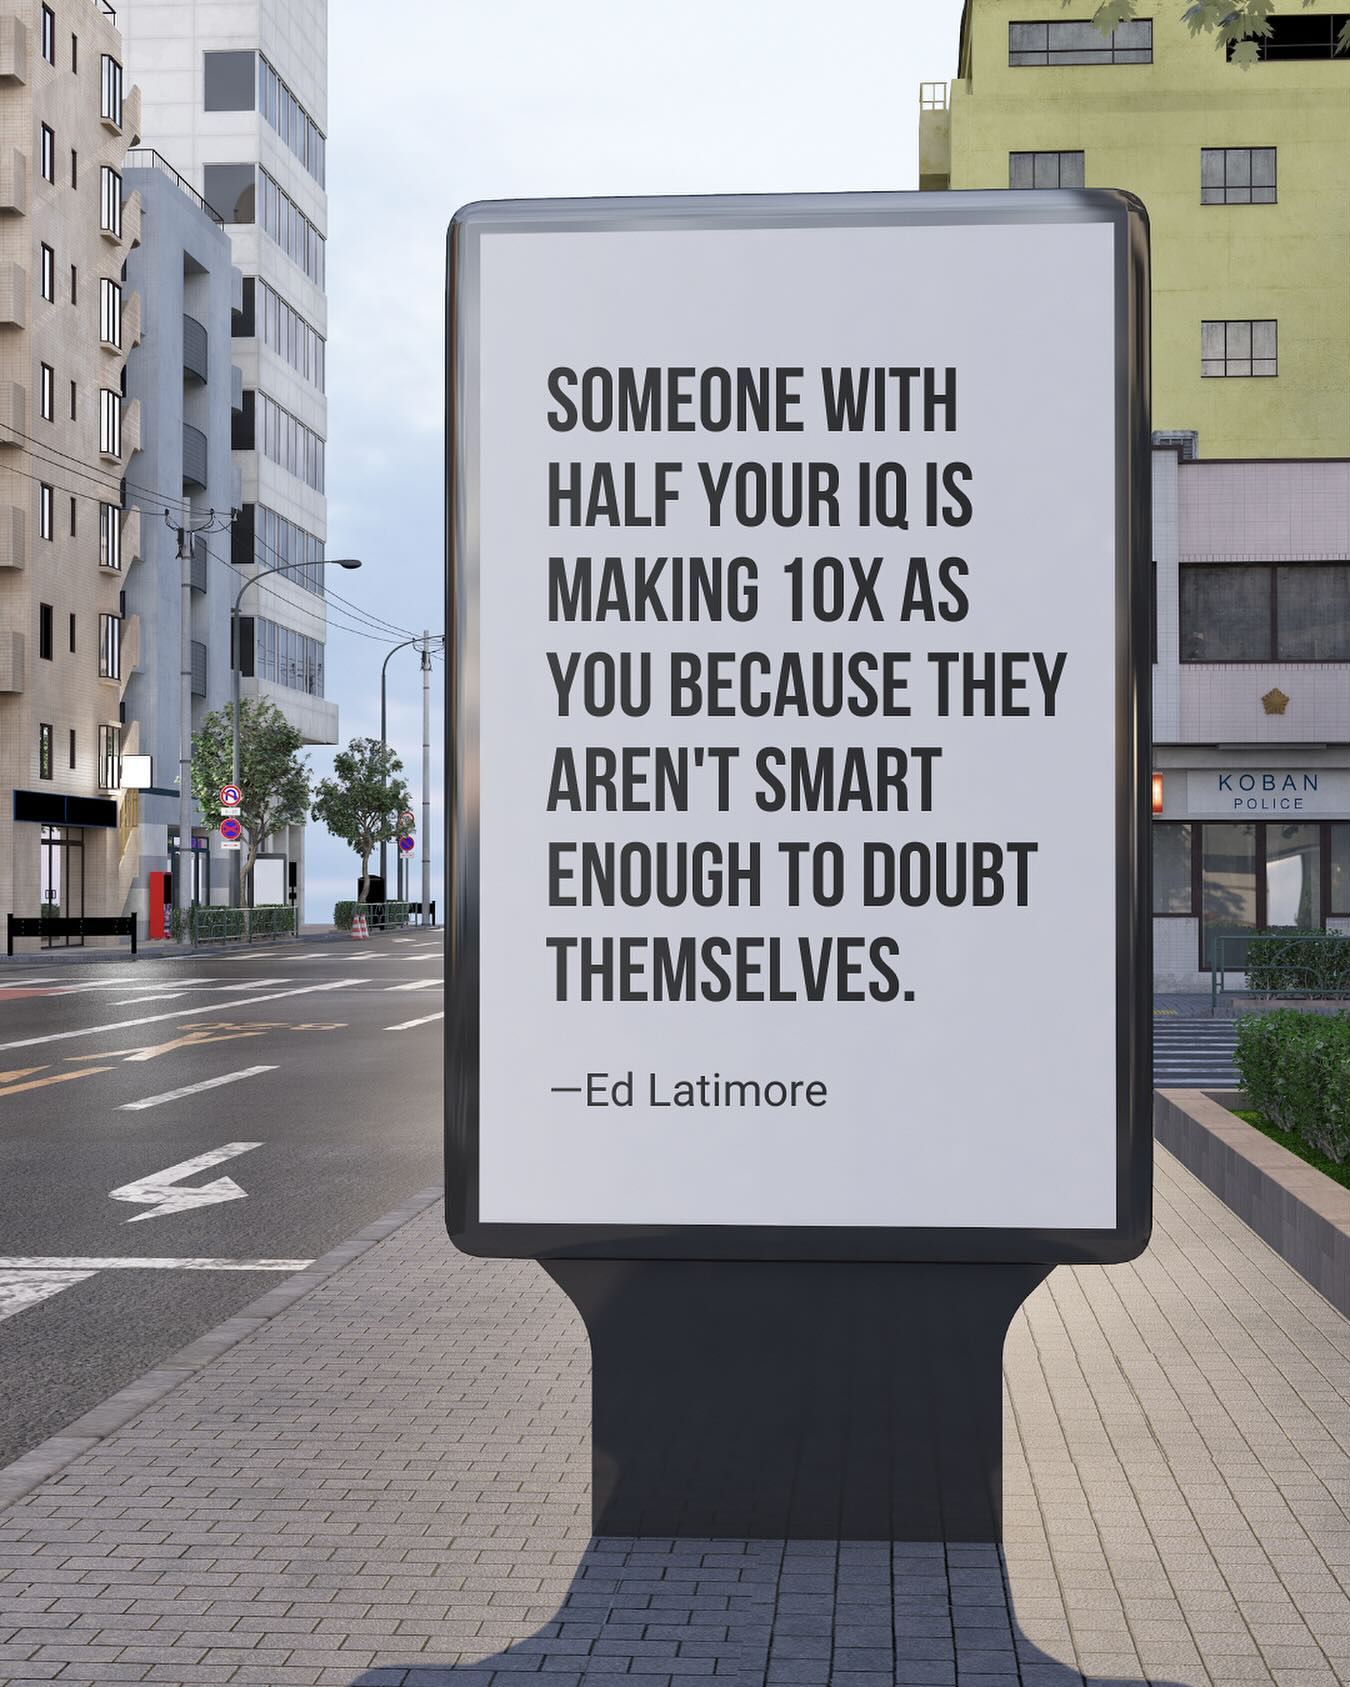 SOMEONE WITH
HALF YOUR IQ IS
MAKING 10X AS
YOU BECAUSE THEY
AREN'T SMART
ENOUGH TO DOUBT
THEMSELVES.
—Ed Latimore
KOBAN
POLICE